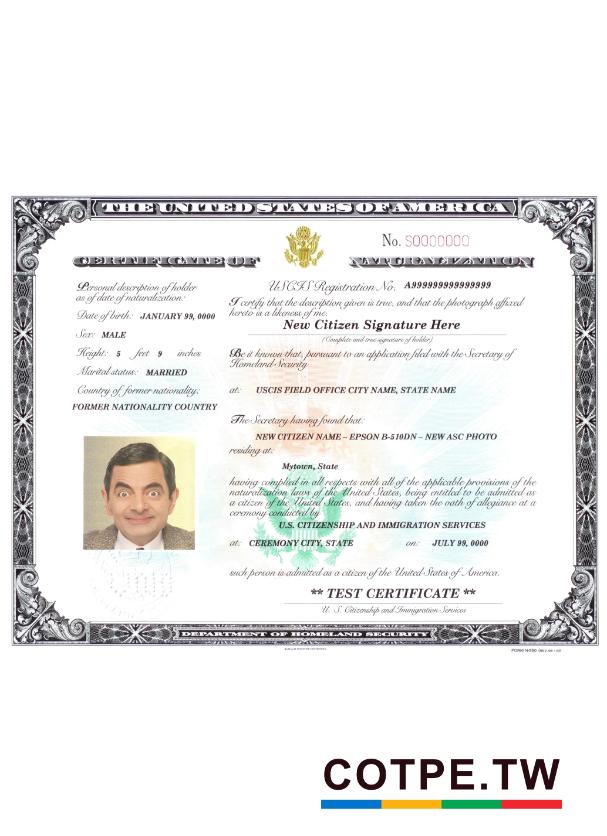 THE UNITED STATES OF AMERICA
No. S0000000
CERTIFICATE OF NATURALIZATION
Personal description of holder
as of date of naturalization:
Date of birth: JANUARY 99, 0000
Sex: MALE
Height: 5 feet 9 inches
Marital status: MARRIED
Country of former nationality:
FORMER NATIONALITY COUNTRY
USCIS Registration No. A999999999999999
I certify that the description given is true, and that the photograph affixed
hereto is a likeness of me.
New Citizen Signature Here
(Complete and true signature of holder)
Be it known that, pursuant to an application filed with the Secretary of
Homeland Security
at: USCIS FIELD OFFICE CITY NAME, STATE NAME
The Secretary having found that:
NEW CITIZEN NAME – EPSON B-510DN – NEW ASC PHOTO
residing at:
Mytown, State
having complied in all respects with all of the applicable provisions of the
naturalization laws of the United States, being entitled to be admitted as
a citizen of the United States, and having taken the oath of allegiance at a
ceremony conducted by
U.S. CITIZENSHIP AND IMMIGRATION SERVICES
at: CEREMONY CITY, STATE on: JULY 99, 0000
such person is admitted as a citizen of the United States of America.
** TEST CERTIFICATE **
U. S. Citizenship and Immigration Services
DEPARTMENT OF HOMELAND SECURITY
COTPE.TW